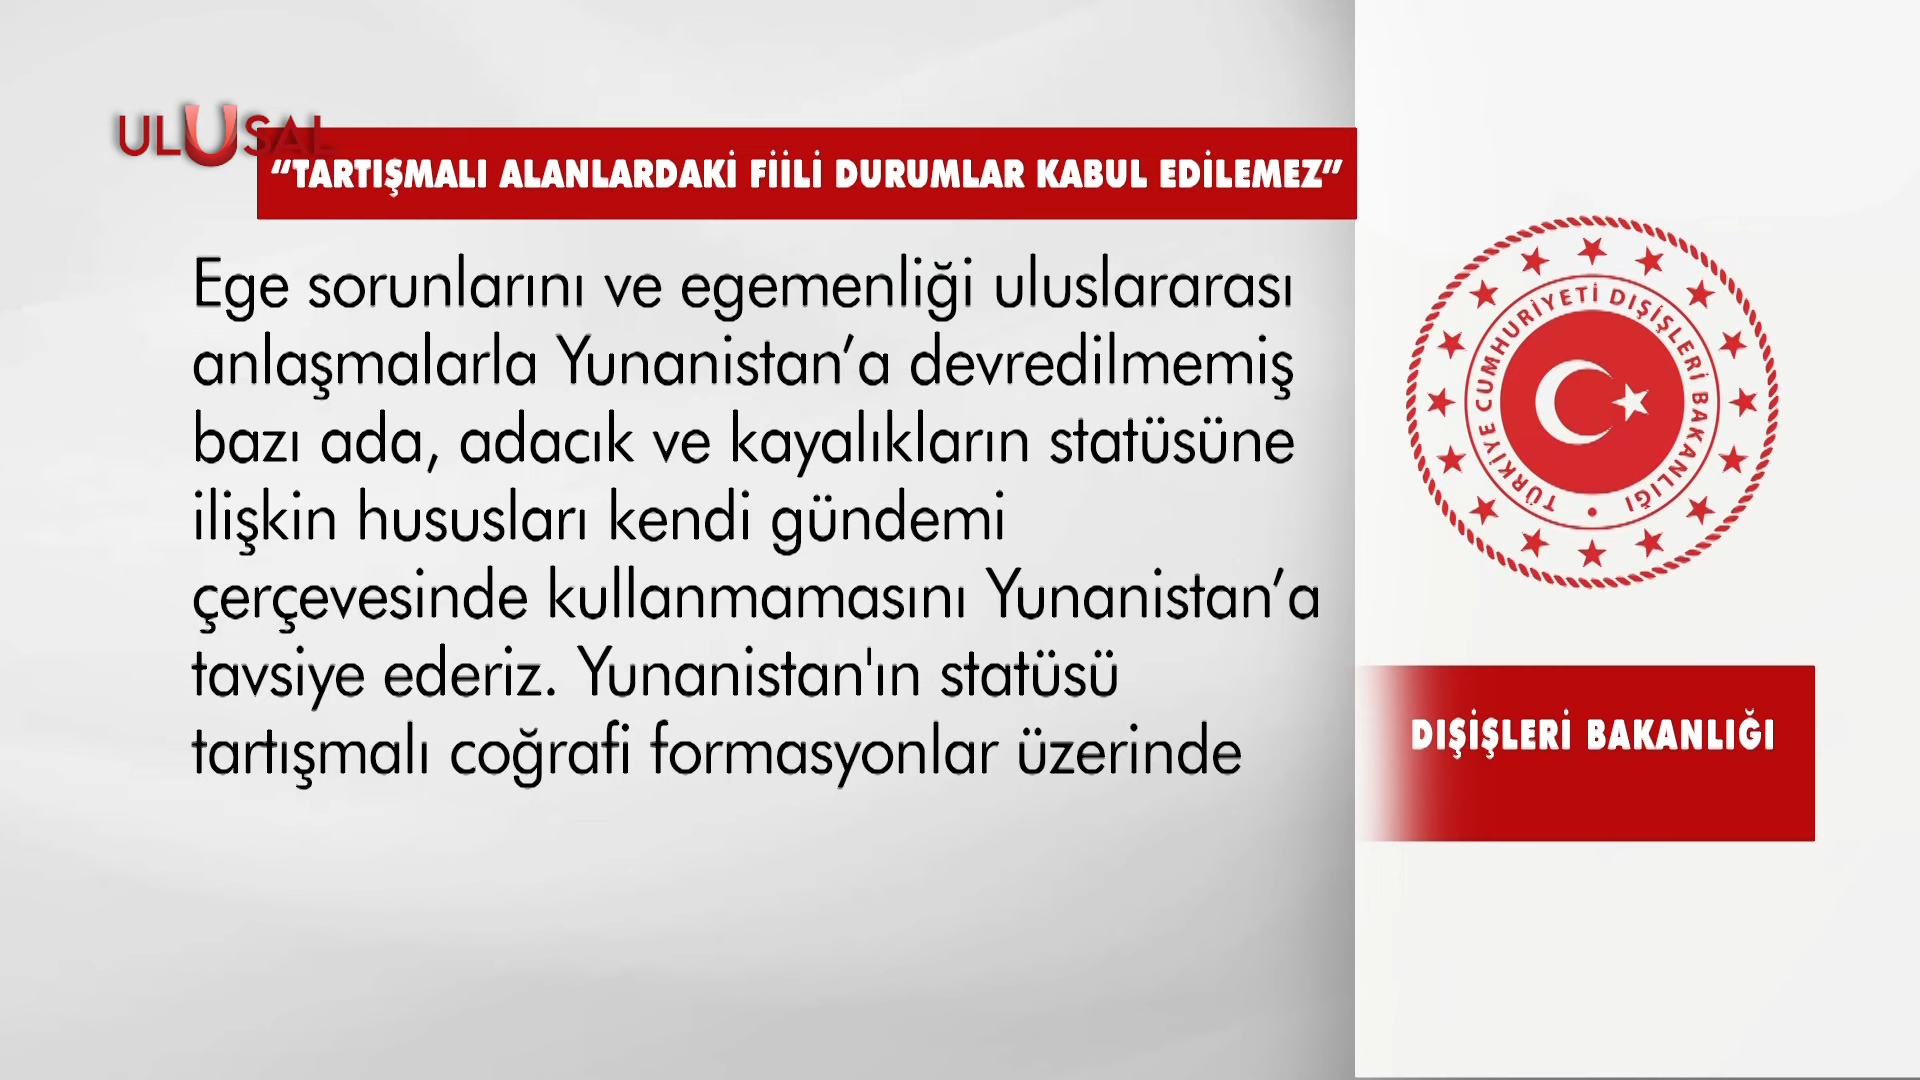 ULUSAL
“TARTIŞMALI ALANLARDAKİ FİİLİ DURUMLAR KABUL EDİLEMEZ”
Ege sorunlarını ve egemenliği uluslararası
anlaşmalarla Yunanistan’a devredilmemiş
bazı ada, adacık ve kayalıkların statüsüne
ilişkin hususları kendi gündemi
çerçevesinde kullanmamasını Yunanistan’a
tavsiye ederiz. Yunanistan'ın statüsü
tartışmalı coğrafi formasyonlar üzerinde
TÜRKİYE CUMHURİYETİ DIŞİŞLERİ BAKANLIĞI
DIŞİŞLERİ BAKANLIĞI